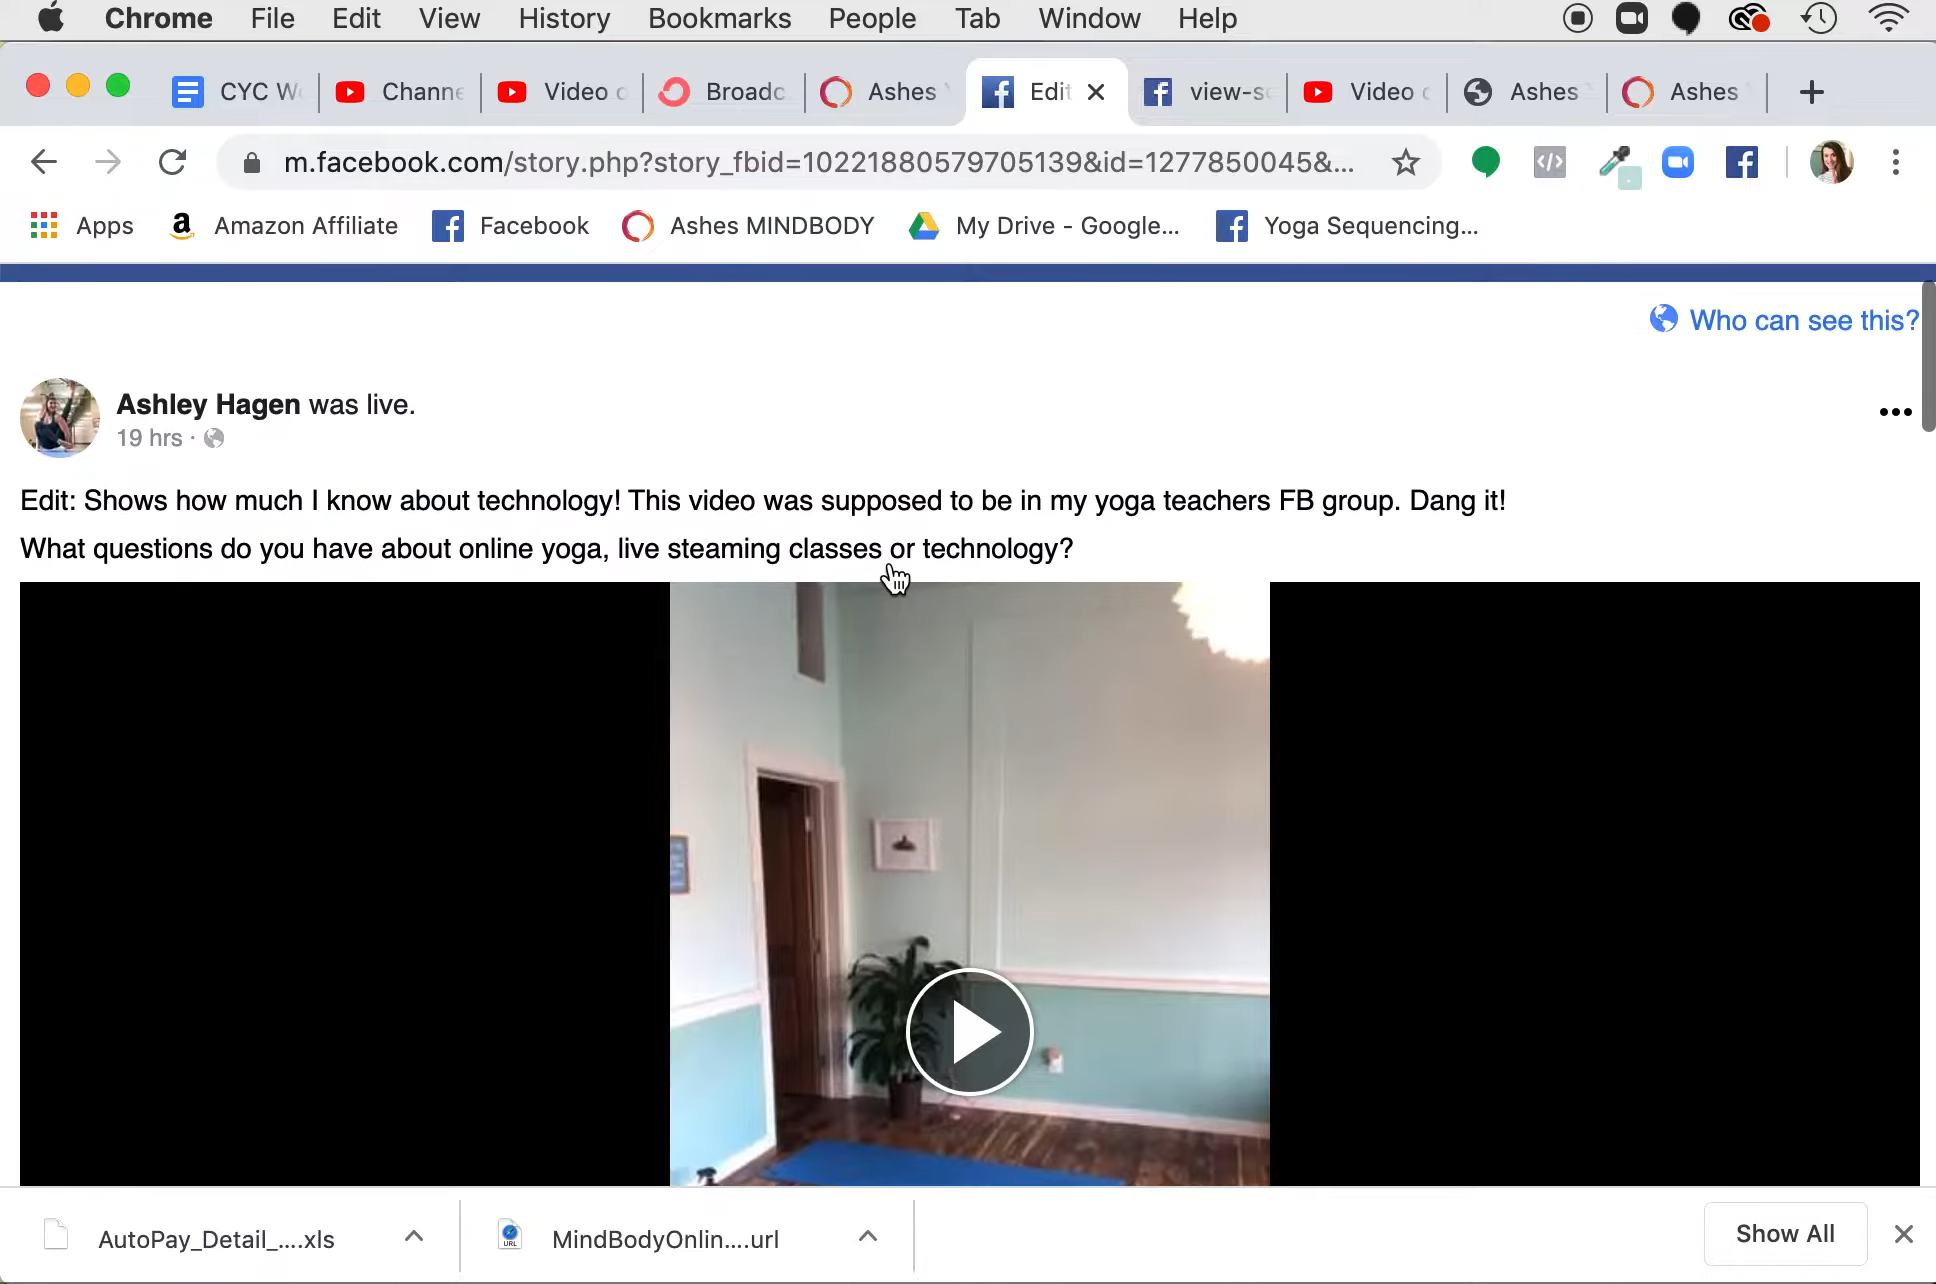 Chrome File Edit View History Bookmarks People Tab Window Help
CYC W Channe Video Broadc Ashes Edit view-s Video Ashes Ashes
m.facebook.com/story.php?story_fbid=10221880579705139&id=1277850045&...
Apps Amazon Affiliate Facebook Ashes MINDBODY My Drive - Google... Yoga Sequencing...
Who can see this?
Ashley Hagen was live.
19 hrs ·
Edit: Shows how much I know about technology! This video was supposed to be in my yoga teachers FB group. Dang it!
What questions do you have about online yoga, live steaming classes or technology?
AutoPay_Detail_....xls MindBodyOnlin....url Show All
URL